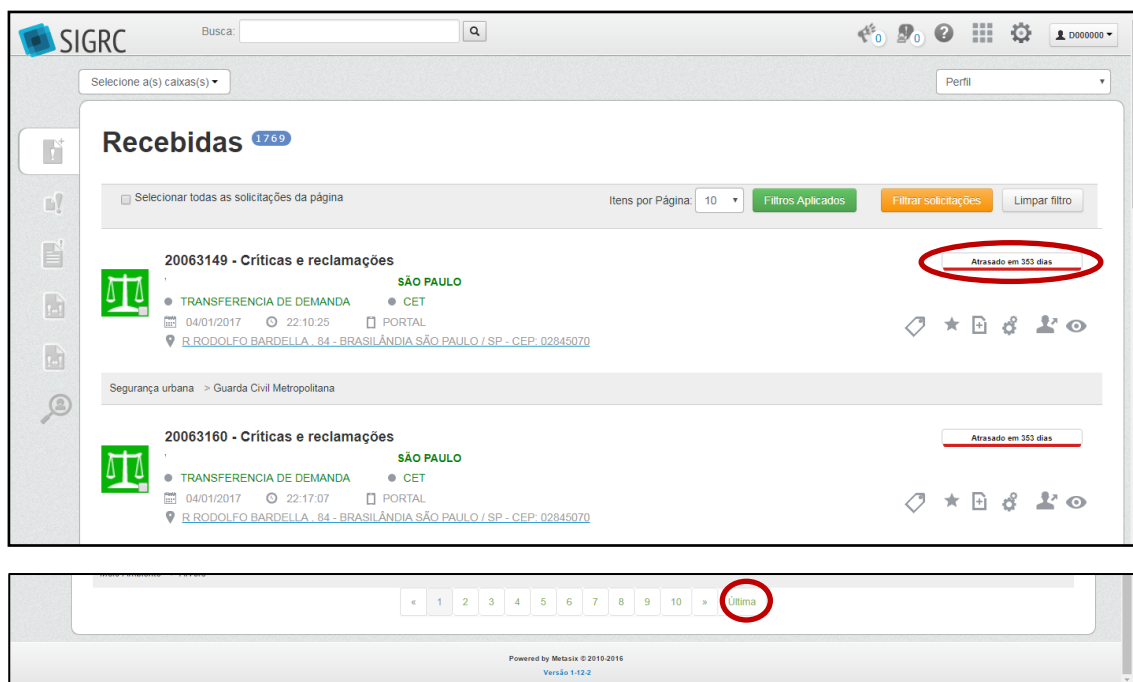 SIGRC
Busca:
0
0
D000000
Selecione a(s) caixas(s)
Perfil
Recebidas 1769
Selecionar todas as solicitações da página
Itens por Página: 10
Filtros Aplicados
Filtrar solicitações
Limpar filtro
20063149 - Críticas e reclamações
Atrasado em 353 dias
SÃO PAULO
TRANSFERENCIA DE DEMANDA CET
04/01/2017 22:10:25 PORTAL
R RODOLFO BARDELLA , 84 - BRASILÂNDIA SÃO PAULO / SP - CEP: 02845070
Segurança urbana > Guarda Civil Metropolitana
20063160 - Críticas e reclamações
Atrasado em 353 dias
SÃO PAULO
TRANSFERENCIA DE DEMANDA CET
04/01/2017 22:17:07 PORTAL
R RODOLFO BARDELLA , 84 - BRASILÂNDIA SÃO PAULO / SP - CEP: 02845070
« 1 2 3 4 5 6 7 8 9 10 » Última
Powered by Metasix © 2010-2016
Versão 1-12-2